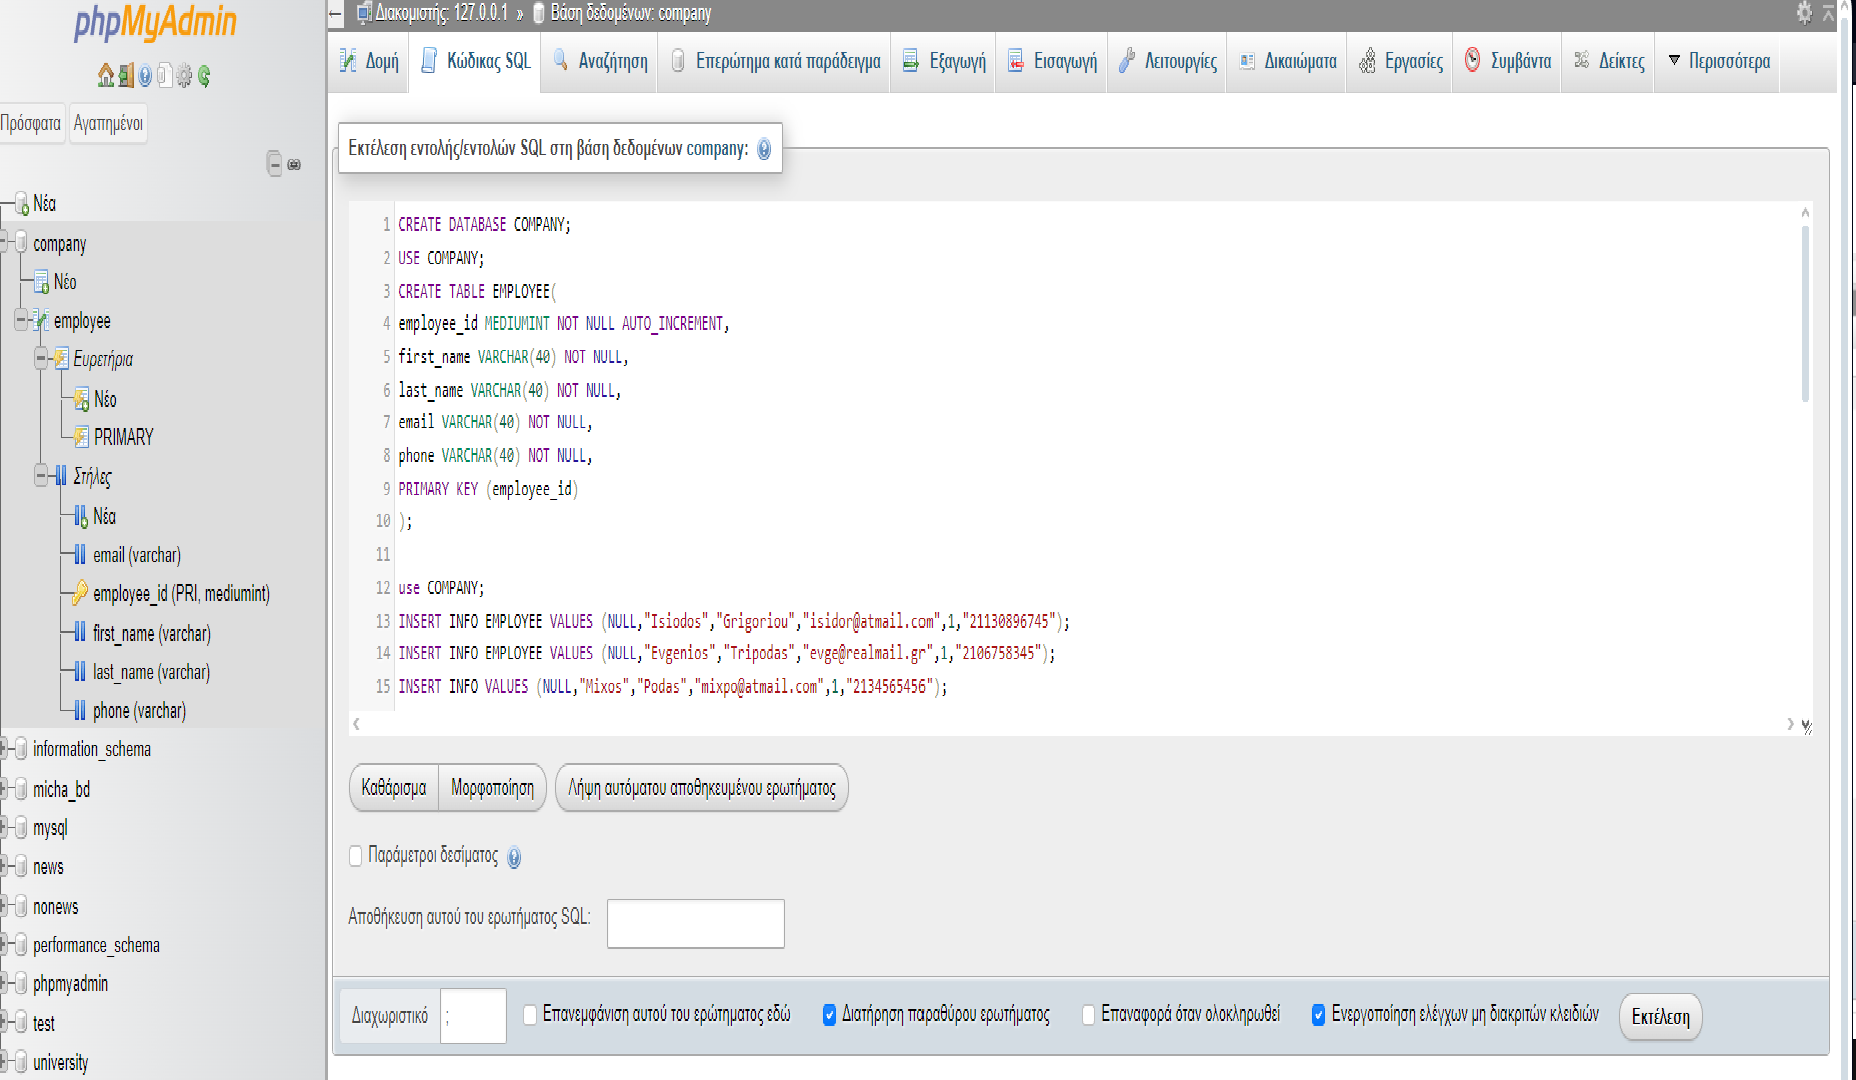 phpMyAdmin
Πρόσφατα Αγαπημένοι
Νέα
company
Νέο
employee
Ευρετήρια
Νέο
PRIMARY
Στήλες
Νέα
email (varchar)
employee_id (PRI, mediumint)
first_name (varchar)
last_name (varchar)
phone (varchar)
information_schema
micha_bd
mysql
news
nonews
performance_schema
phpmyadmin
test
university
Διακομιστής: 127.0.0.1 » Βάση δεδομένων: company
Δομή Κώδικας SQL Αναζήτηση Επερώτημα κατά παράδειγμα Εξαγωγή Εισαγωγή Λειτουργίες Δικαιώματα Εργασίες Συμβάντα Δείκτες Περισσότερα
Εκτέλεση εντολής/εντολών SQL στη βάση δεδομένων company:
1 CREATE DATABASE COMPANY;
2 USE COMPANY;
3 CREATE TABLE EMPLOYEE(
4 employee_id MEDIUMINT NOT NULL AUTO_INCREMENT,
5 first_name VARCHAR(40) NOT NULL,
6 last_name VARCHAR(40) NOT NULL,
7 email VARCHAR(40) NOT NULL,
8 phone VARCHAR(40) NOT NULL,
9 PRIMARY KEY (employee_id)
10 );
11
12 use COMPANY;
13 INSERT INFO EMPLOYEE VALUES (NULL,"Isiodos","Grigoriou","isidor@atmail.com",1,"21130896745");
14 INSERT INFO EMPLOYEE VALUES (NULL,"Evgenios","Tripodas","evge@realmail.gr",1,"2106758345");
15 INSERT INFO VALUES (NULL,"Mixos","Podas","mixpo@atmail.com",1,"2134565456");
Καθάρισμα Μορφοποίηση Λήψη αυτόματου αποθηκευμένου ερωτήματος
Παράμετροι δεσίματος
Αποθήκευση αυτού του ερωτήματος SQL:
Διαχωριστικό ; Επανεμφάνιση αυτού του ερώτηματος εδώ Διατήρηση παραθύρου ερωτήματος Επαναφορά όταν ολοκληρωθεί Ενεργοποίηση ελέγχων μη διακριτών κλειδιών Εκτέλεση